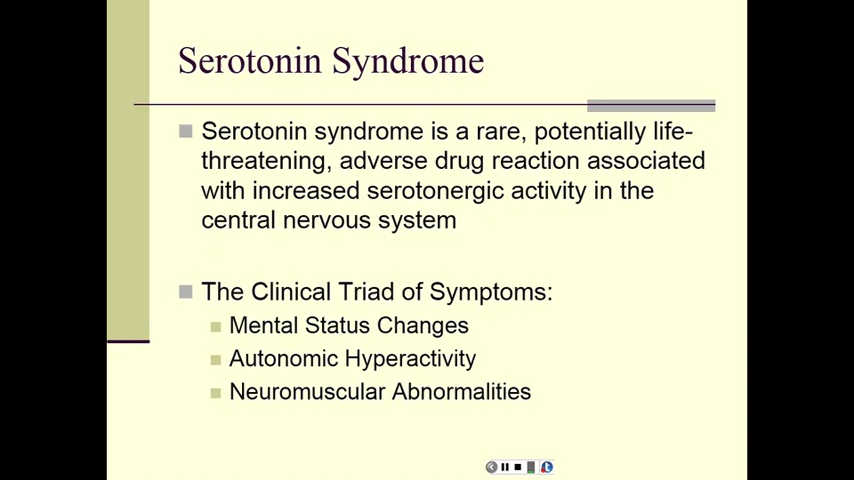 Serotonin Syndrome
Serotonin syndrome is a rare, potentially life-
threatening, adverse drug reaction associated
with increased serotonergic activity in the
central nervous system
The Clinical Triad of Symptoms:
Mental Status Changes
Autonomic Hyperactivity
Neuromuscular Abnormalities